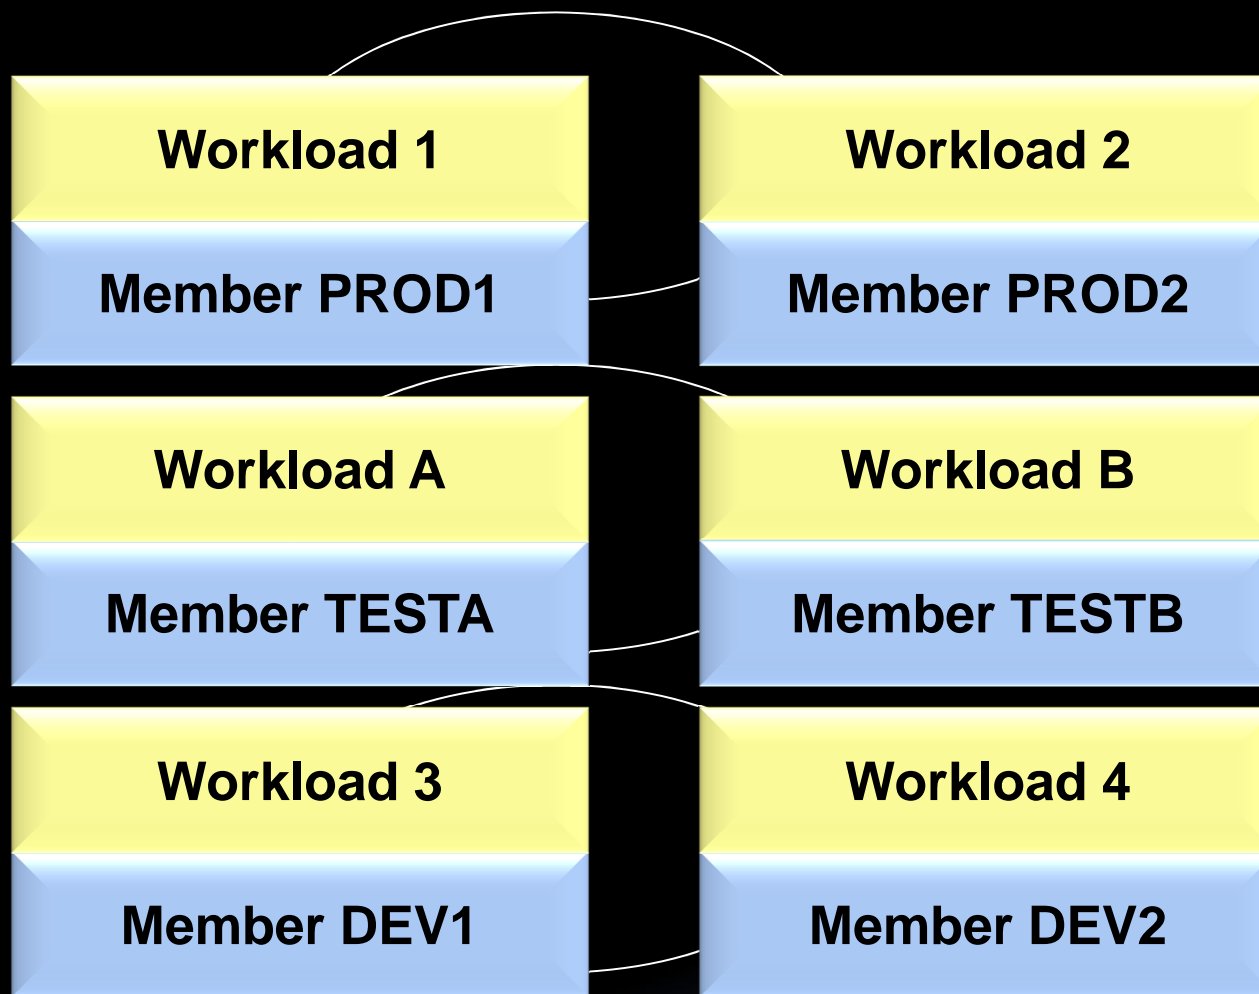 Workload 1
Workload 2
Member PROD1
Member PROD2
Workload A
Workload B
Member TESTA
Member TESTB
Workload 3
Workload 4
Member DEV1
Member DEV2